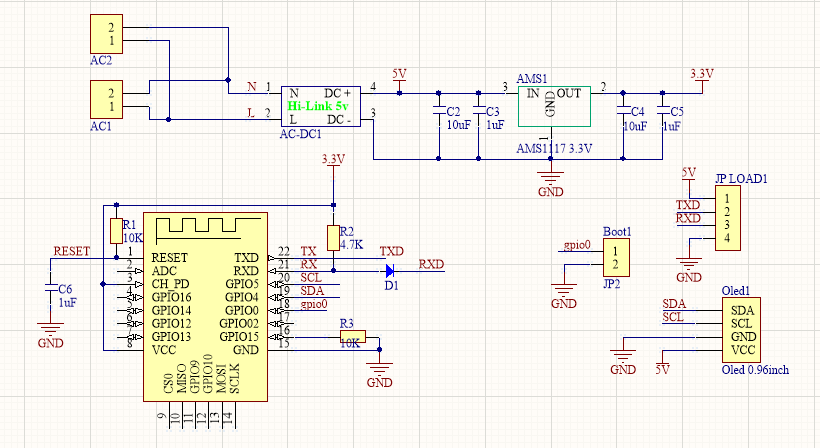 2
1
AC2
2
1
AC1
N 1
L 2
N DC +
Hi-Link 5v
L DC -
AC-DC1
4
3
5V
C2
10uF
C3
1uF
AMS1
3 IN OUT 2
GND
1
AMS1117 3.3V
GND
C4
10uF
C5
1uF
3.3V
3.3V
R1
10K
R2
4.7K
RESET
C6
1uF
GND
1 RESET
2 ADC
3 CH_PD
4 GPIO16
5 GPIO14
6 GPIO12
7 GPIO13
8 VCC
TXD 22 TX TXD
RXD 21 RX RXD
GPIO5 20 SCL
GPIO4 19 SDA
GPIO0 18 gpio0
GPIO02 17
GPIO15 16
GND 15
D1
R3
10K
GND
CS0
MISO
GPIO9
GPIO10
MOSI
SCLK
9
10
11
12
13
14
Boot1
gpio0
1
2
JP2
GND
JP LOAD1
5V
TXD
RXD
1
2
3
4
GND
Oled1
SDA SDA
SCL SCL
GND
VCC
GND
5V
Oled 0.96inch